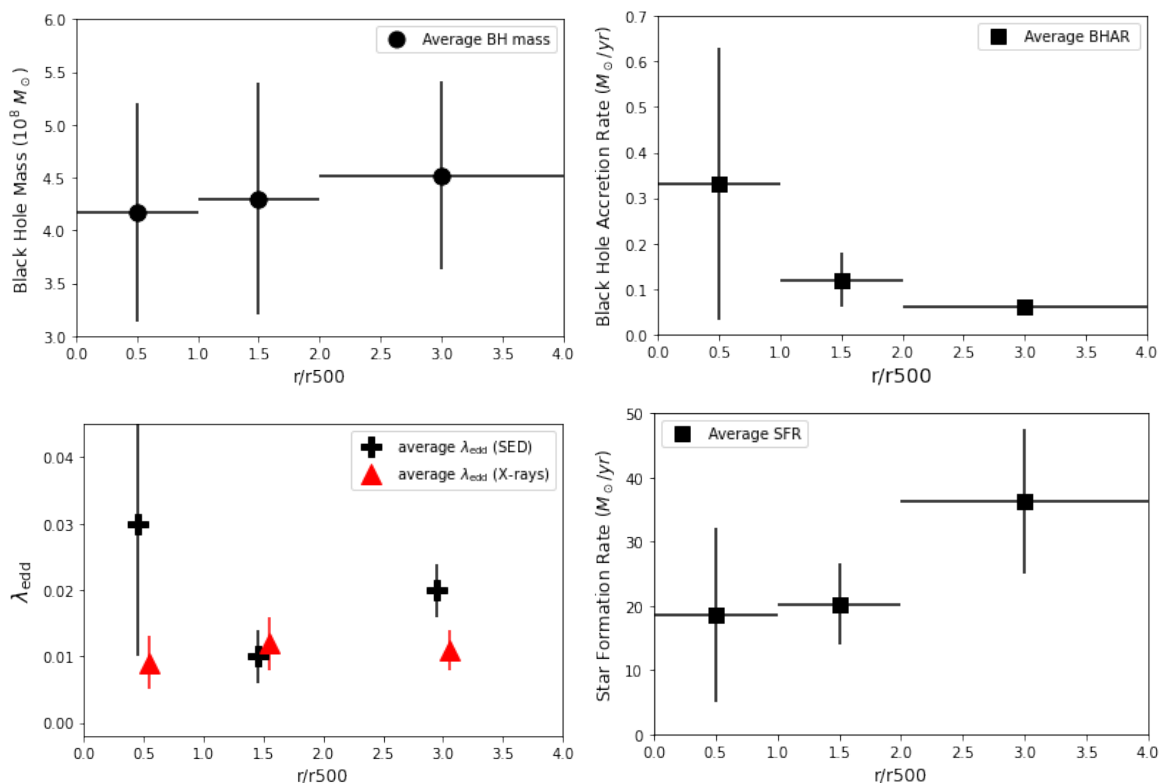 6.0
5.5
5.0
4.5
4.0
3.5
3.0
Black Hole Mass (10⁸ M⊙)
Average BH mass
0.0 0.5 1.0 1.5 2.0 2.5 3.0 3.5 4.0
r/r500
0.7
0.6
0.5
0.4
0.3
0.2
0.1
0.0
Black Hole Accretion Rate (M⊙/yr)
Average BHAR
0.0 0.5 1.0 1.5 2.0 2.5 3.0 3.5 4.0
r/r500
0.04
0.03
0.02
0.01
0.00
λedd
average λedd (SED)
average λedd (X-rays)
0.0 0.5 1.0 1.5 2.0 2.5 3.0 3.5 4.0
r/r500
50
40
30
20
10
0
Star Formation Rate (M⊙/yr)
Average SFR
0.0 0.5 1.0 1.5 2.0 2.5 3.0 3.5 4.0
r/r500